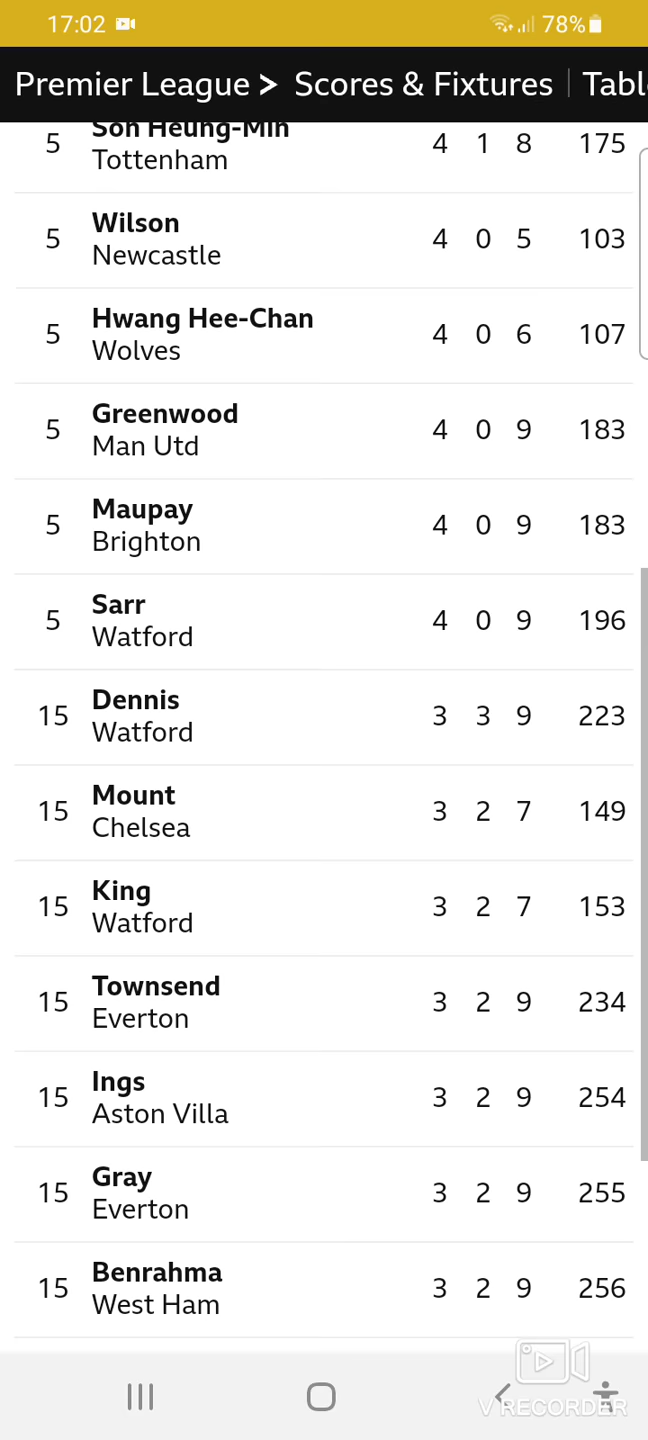 17:02 78%
Premier League > Scores & Fixtures Tabl
5 Son Heung-Min 4 1 8 175
Tottenham
5 Wilson 4 0 5 103
Newcastle
5 Hwang Hee-Chan 4 0 6 107
Wolves
5 Greenwood 4 0 9 183
Man Utd
5 Maupay 4 0 9 183
Brighton
5 Sarr 4 0 9 196
Watford
15 Dennis 3 3 9 223
Watford
15 Mount 3 2 7 149
Chelsea
15 King 3 2 7 153
Watford
15 Townsend 3 2 9 234
Everton
15 Ings 3 2 9 254
Aston Villa
15 Gray 3 2 9 255
Everton
15 Benrahma 3 2 9 256
West Ham
V RECORDER